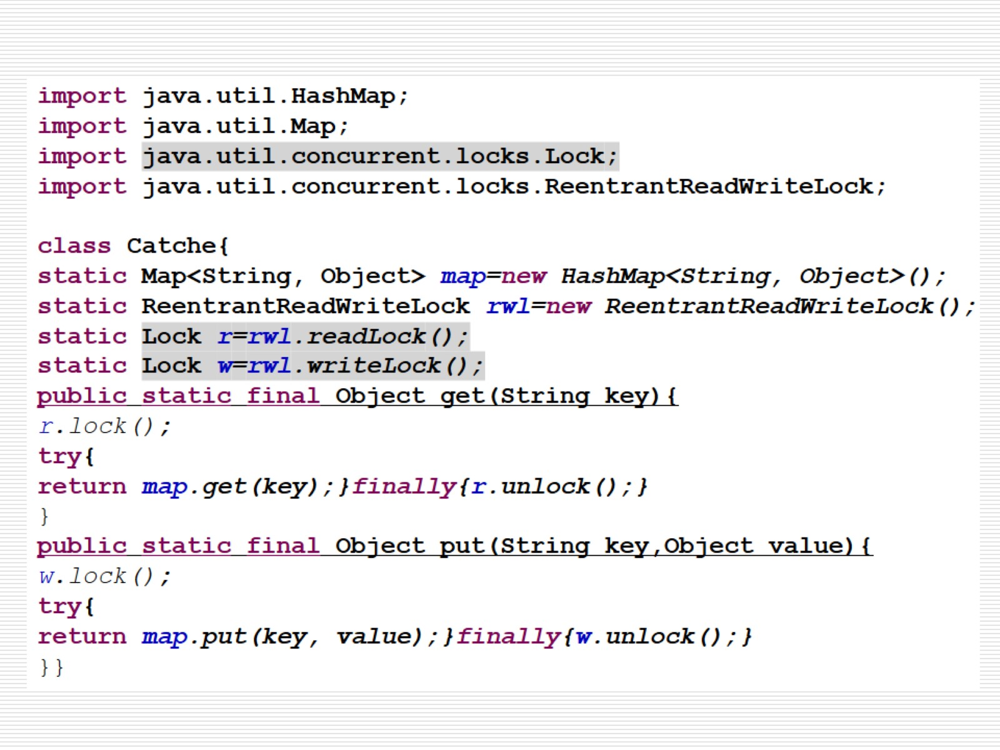 import java.util.HashMap;
import java.util.Map;
import java.util.concurrent.locks.Lock;
import java.util.concurrent.locks.ReentrantReadWriteLock;
class Catche{
static Map<String, Object> map=new HashMap<String, Object>();
static ReentrantReadWriteLock rwl=new ReentrantReadWriteLock();
static Lock r=rwl.readLock();
static Lock w=rwl.writeLock();
public static final Object get(String key){
r.lock();
try{
return map.get(key);}finally{r.unlock();}
}
public static final Object put(String key,Object value){
w.lock();
try{
return map.put(key, value);}finally{w.unlock();}
}}